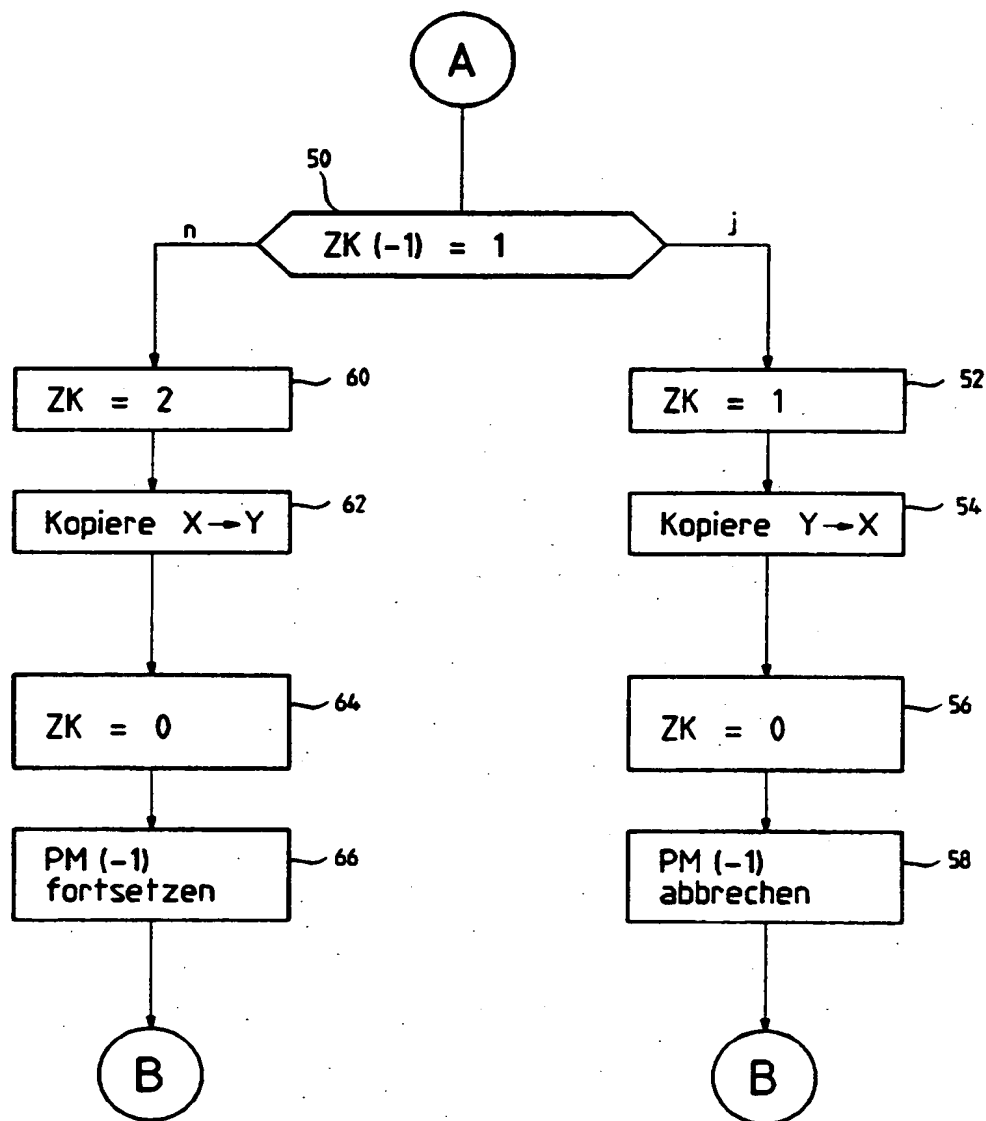 A
50
n
ZK (-1) = 1
j
ZK = 2
60
ZK = 1
52
Kopiere X → Y
62
Kopiere Y → X
54
ZK = 0
64
ZK = 0
56
PM (-1)
fortsetzen
66
PM (-1)
abbrechen
58
B
B